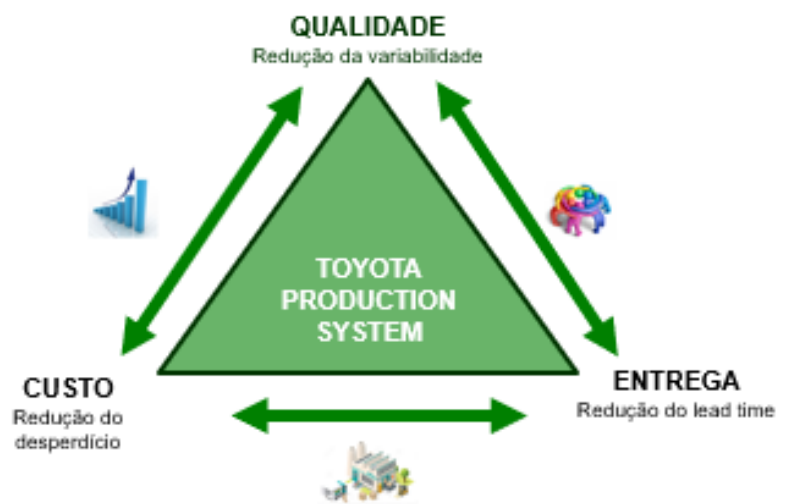 QUALIDADE
Redução da variabilidade
TOYOTA
PRODUCTION
SYSTEM
CUSTO
Redução do
desperdício
ENTREGA
Redução do lead time